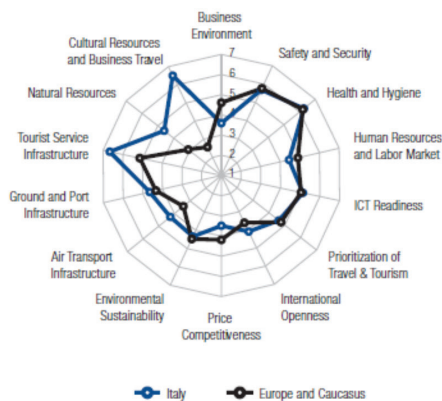 Business
Environment
Safety and Security
Health and Hygiene
Human Resources
and Labor Market
ICT Readiness
Prioritization of
Travel & Tourism
International
Openness
Price
Competitiveness
Environmental
Sustainability
Air Transport
Infrastructure
Ground and Port
Infrastructure
Tourist Service
Infrastructure
Natural Resources
Cultural Resources
and Business Travel
7
6
5
4
3
2
1
Italy
Europe and Caucasus